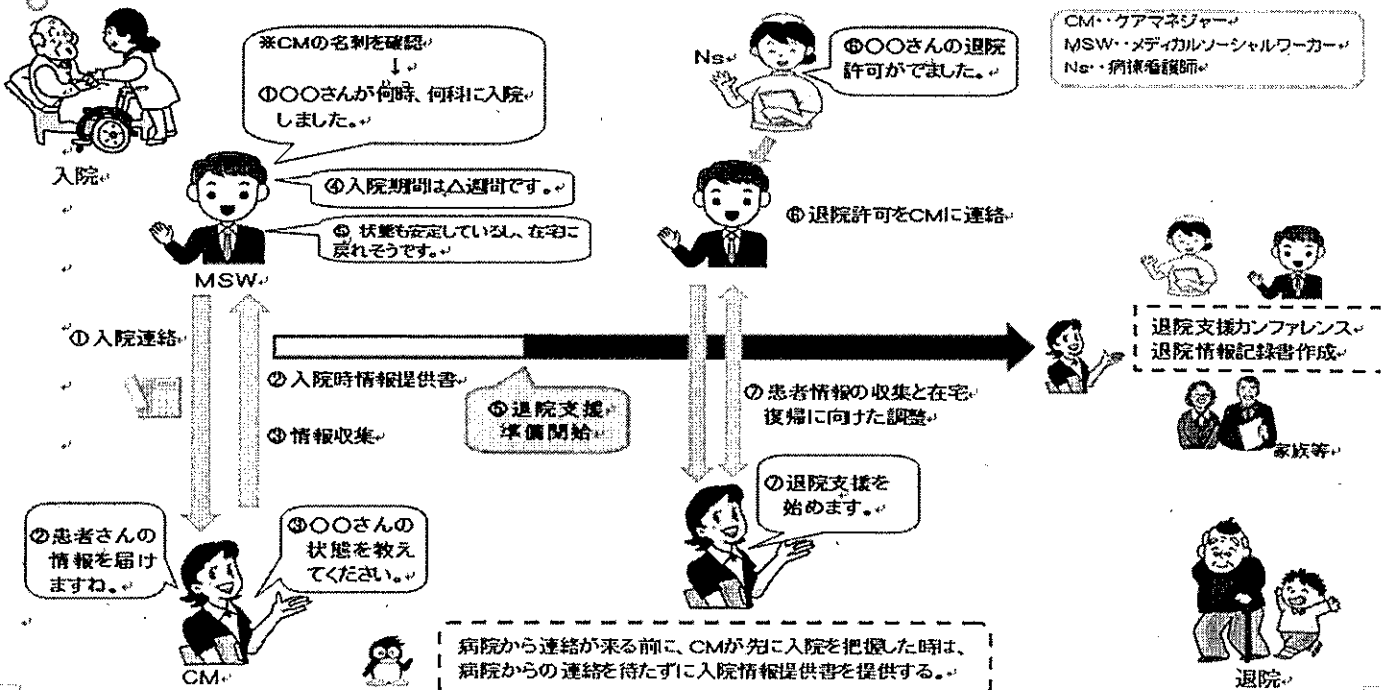 ※CMの名刺を確認
↓
①〇〇さんが何時、何科に入院
しました。
入院
④入院期間は△週間です。
⑤ 状態も安定しているし、在宅に
戻れそうです。
MSW
Ns
⑥〇〇さんの退院
許可がでました。
CM・・ケアマネジャー
MSW・・メディカルソーシャルワーカー
Ns・・病棟看護師
⑥退院許可をCMに連絡
①入院連絡
②入院時情報提供書
③情報収集
⑤退院支援
準備開始
⑦患者情報の収集と在宅
復帰に向けた調整
退院支援カンファレンス
退院情報記録書作成
家族等
②患者さんの
情報を届け
ますね。
③〇〇さんの
状態を教え
てください。
CM
⑦退院支援を
始めます。
病院から連絡が来る前に、CMが先に入院を把握した時は、
病院からの連絡を待たずに入院情報提供書を提供する。
退院